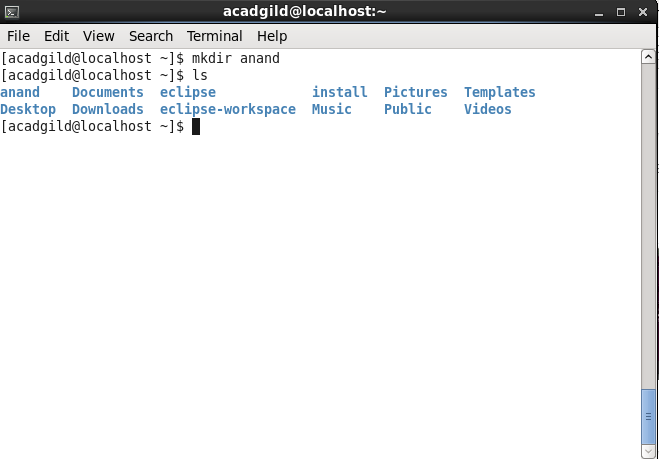 acadgild@localhost:~
File Edit View Search Terminal Help
[acadgild@localhost ~]$ mkdir anand
[acadgild@localhost ~]$ ls
anand Documents eclipse install Pictures Templates
Desktop Downloads eclipse-workspace Music Public Videos
[acadgild@localhost ~]$